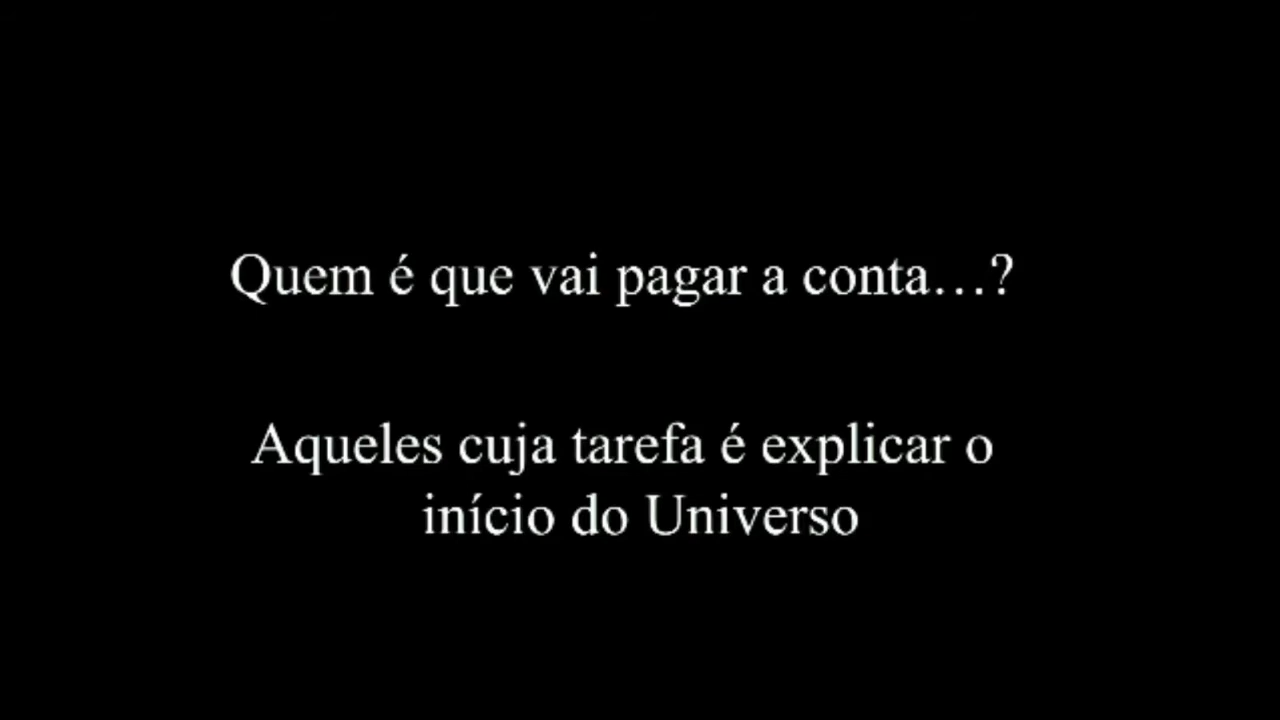 Quem é que vai pagar a conta…?
Aqueles cuja tarefa é explicar o
início do Universo